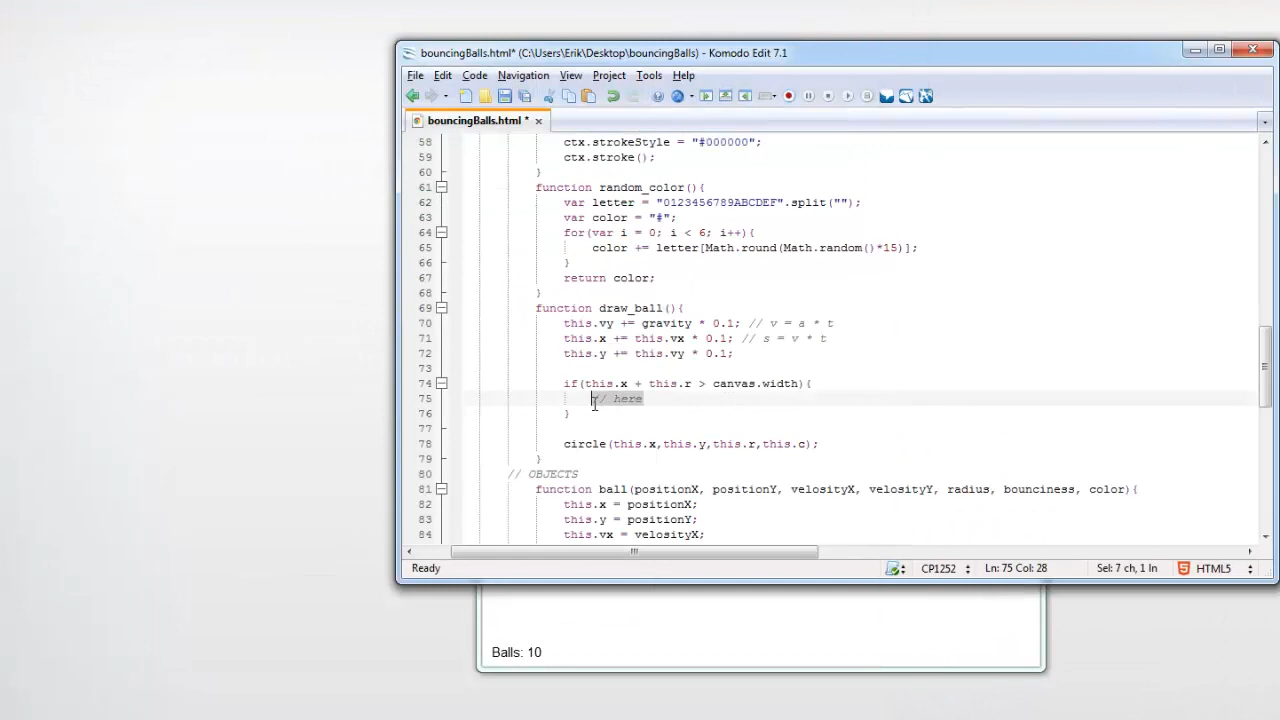 bouncingBalls.html* (C:\Users\Erik\Desktop\bouncingBalls) - Komodo Edit 7.1
File Edit Code Navigation View Project Tools Help
bouncingBalls.html *
58 ctx.strokeStyle = "#000000";
59 ctx.stroke();
60 }
61 function random_color(){
62 var letter = "0123456789ABCDEF".split("");
63 var color = "#";
64 for(var i = 0; i < 6; i++){
65 color += letter[Math.round(Math.random()*15)];
66 }
67 return color;
68 }
69 function draw_ball(){
70 this.vy += gravity * 0.1; // v = a * t
71 this.x += this.vx * 0.1; // s = v * t
72 this.y += this.vy * 0.1;
73
74 if(this.x + this.r > canvas.width){
75 // here
76 }
77
78 circle(this.x,this.y,this.r,this.c);
79 }
80 // OBJECTS
81 function ball(positionX, positionY, velocityX, velocityY, radius, bounciness, color){
82 this.x = positionX;
83 this.y = positionY;
84 this.vx = velocityX;
Ready CP1252 Ln: 75 Col: 28 Sel: 7 ch, 1 ln HTML5
Balls: 10